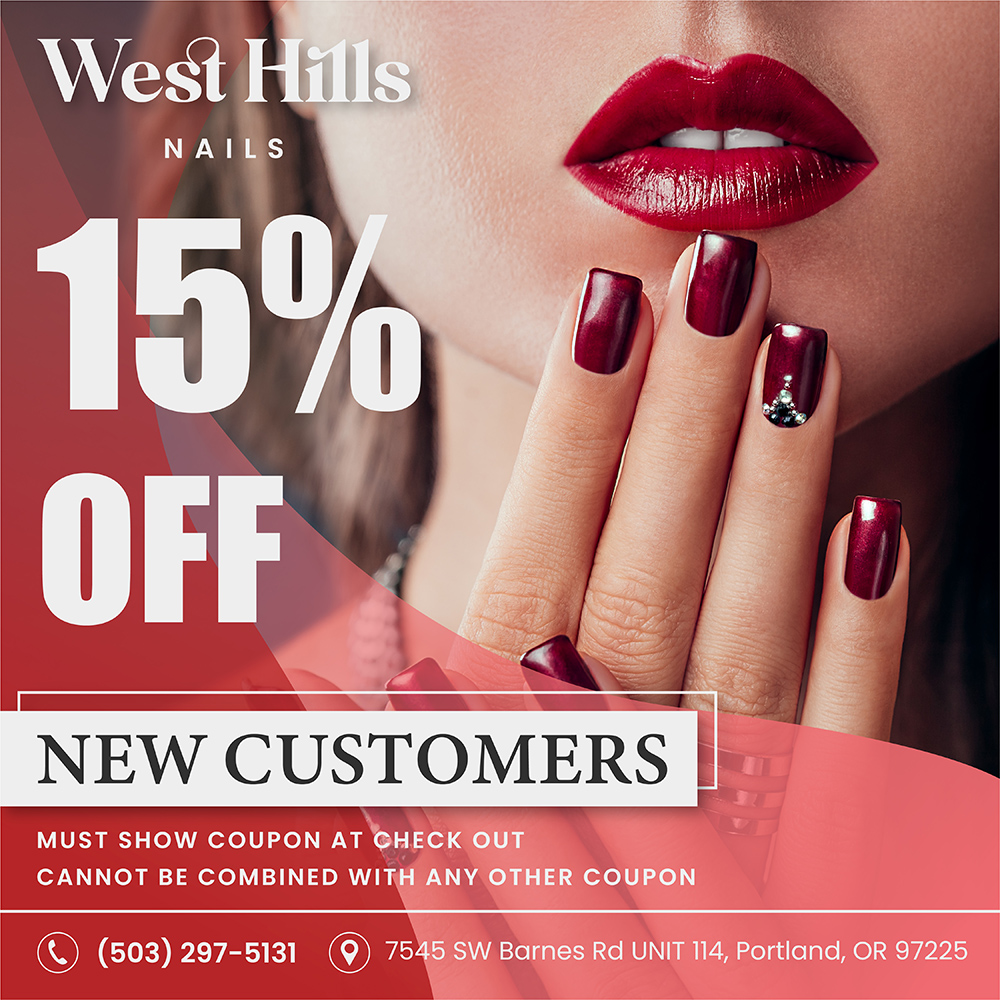 West Hills
NAILS
15%
OFF
NEW CUSTOMERS
MUST SHOW COUPON AT CHECK OUT
CANNOT BE COMBINED WITH ANY OTHER COUPON
(503) 297-5131
7545 SW Barnes Rd UNIT 114, Portland, OR 97225